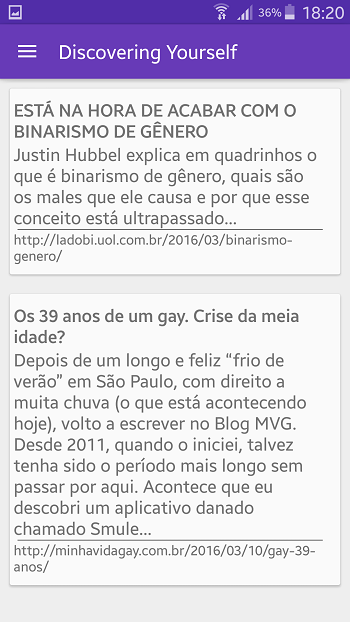 36% 18:20
Discovering Yourself
ESTÁ NA HORA DE ACABAR COM O
BINARISMO DE GÊNERO
Justin Hubbel explica em quadrinhos o
que é binarismo de gênero, quais são
os males que ele causa e por que esse
conceito está ultrapassado...
http://ladobi.uol.com.br/2016/03/binarismo-
genero/
Os 39 anos de um gay. Crise da meia
idade?
Depois de um longo e feliz “frio de
verão” em São Paulo, com direito a
muita chuva (o que está acontecendo
hoje), volto a escrever no Blog MVG.
Desde 2011, quando o iniciei, talvez
tenha sido o período mais longo sem
passar por aqui. Acontece que eu
descobri um aplicativo danado
chamado Smule...
http://minhavidagay.com.br/2016/03/10/gay-39-
anos/